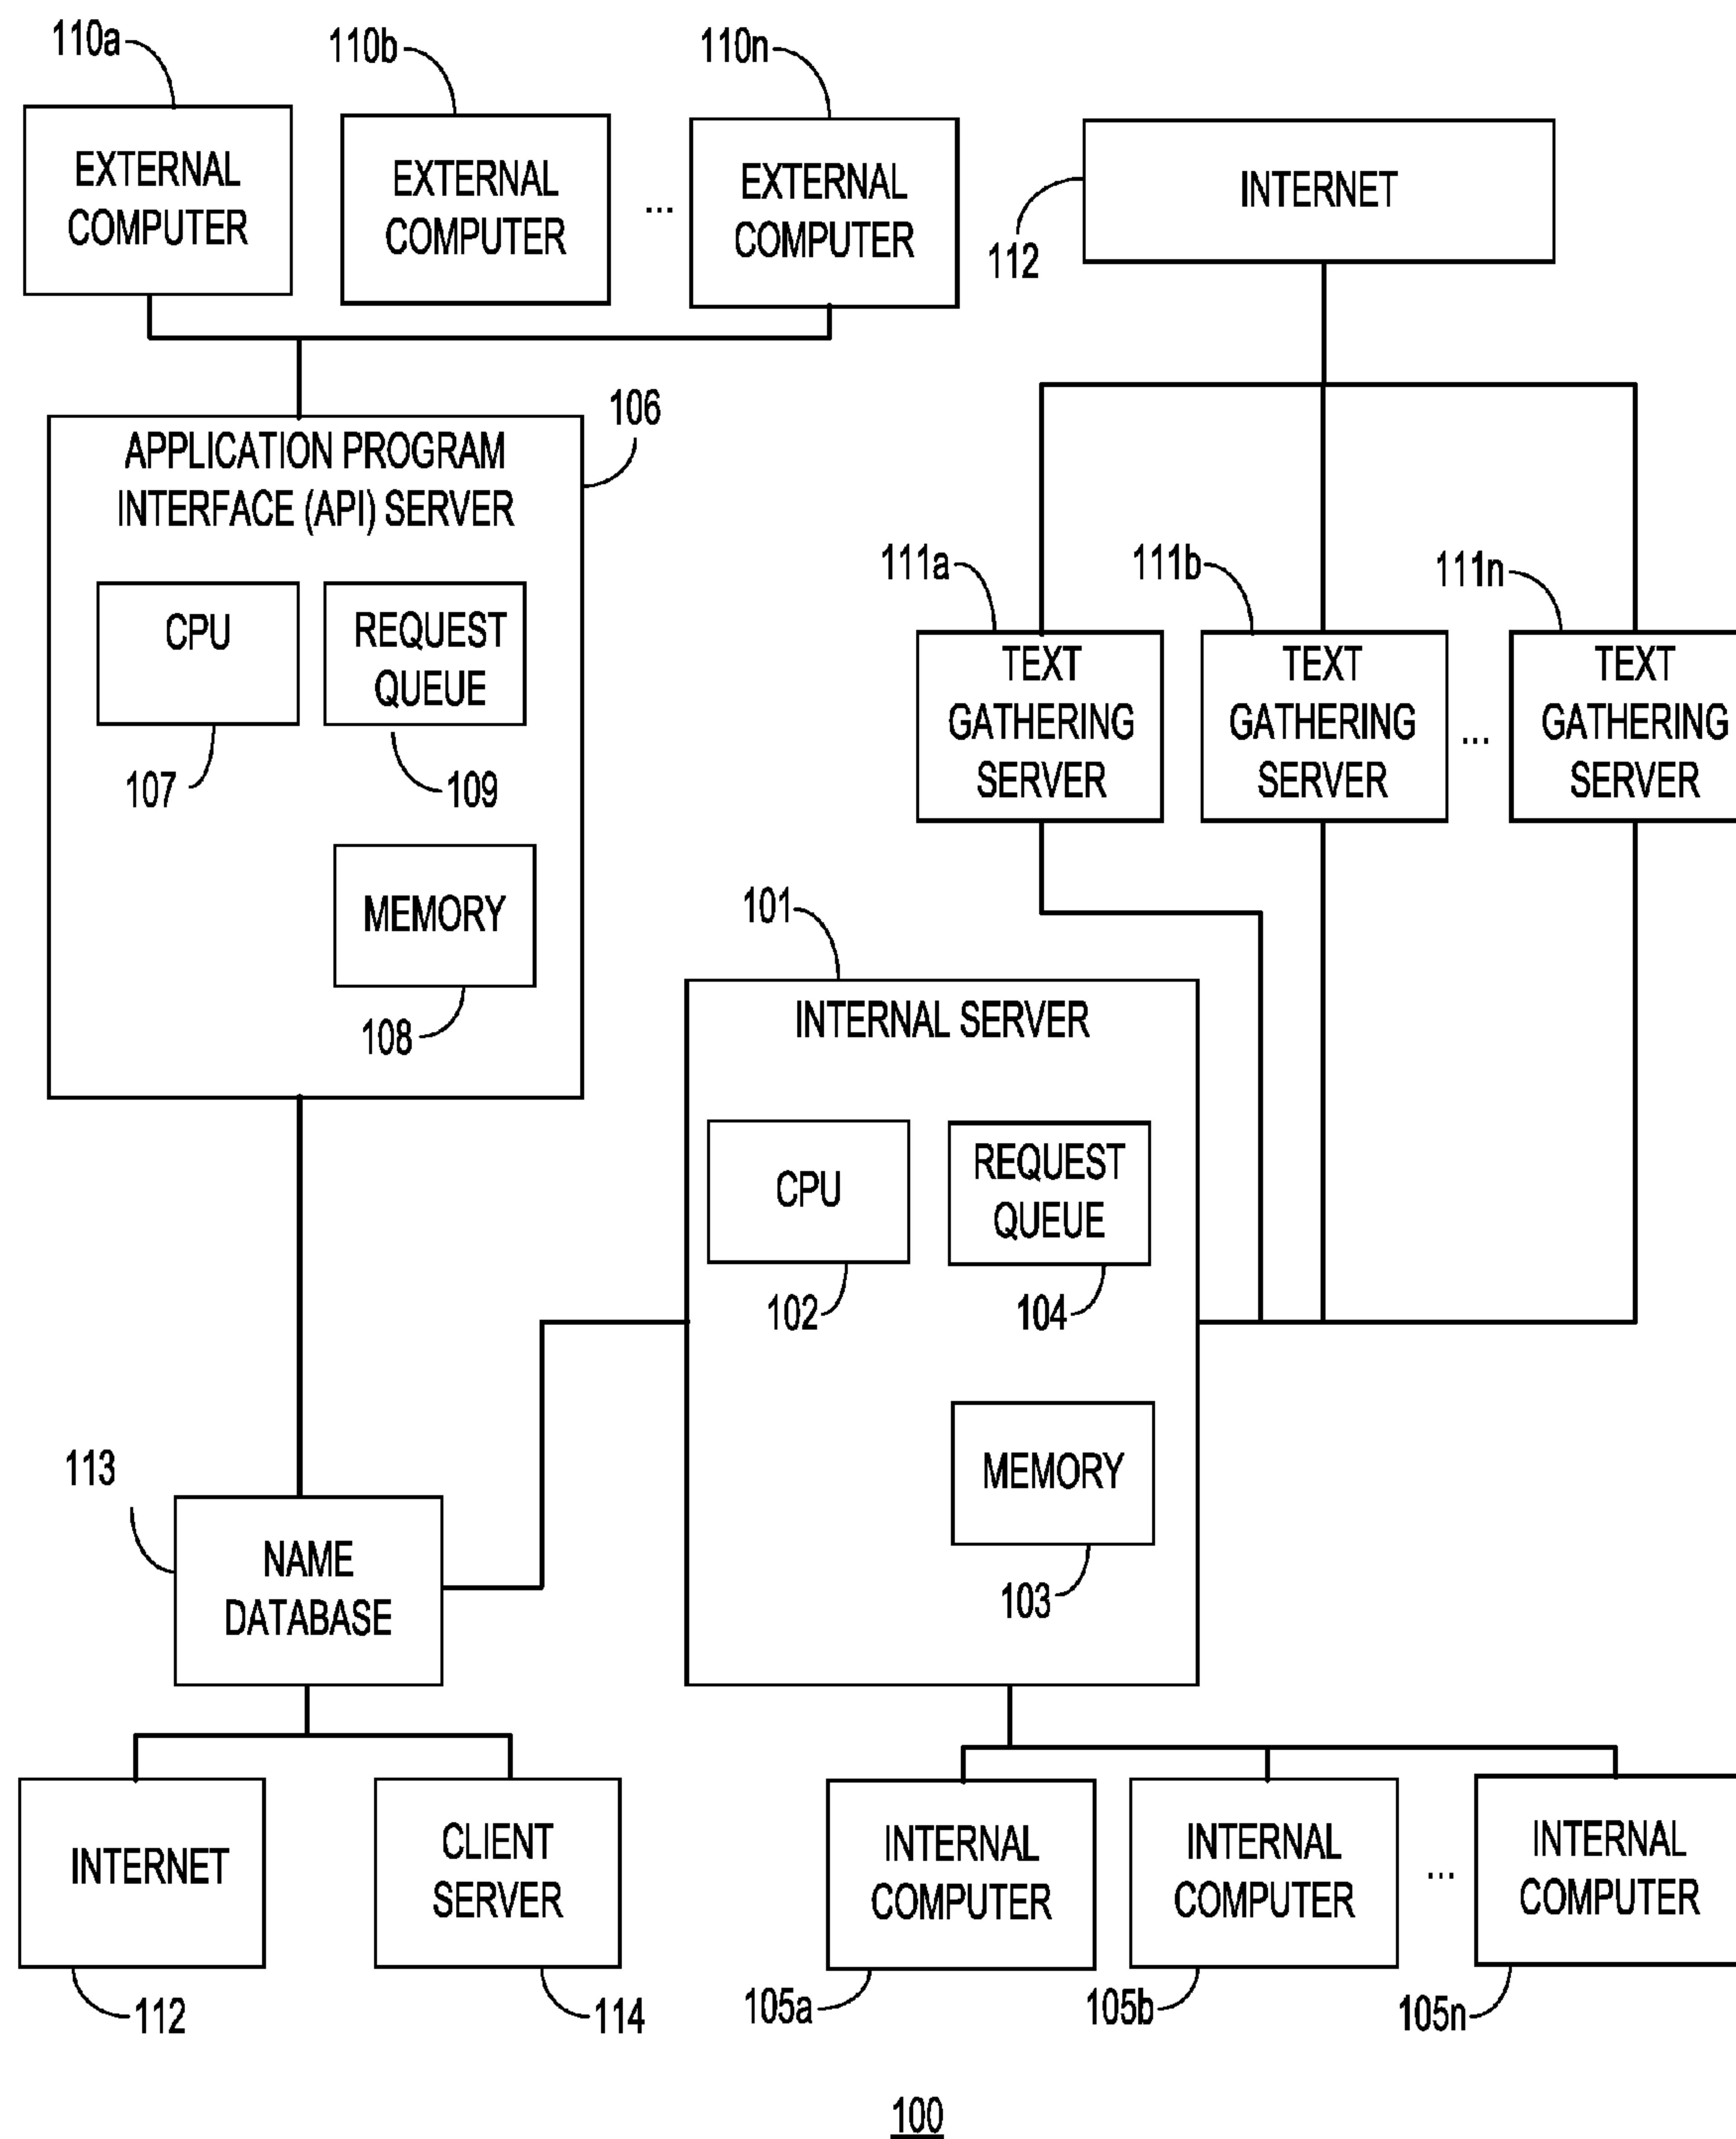 110a
110b
110n
EXTERNAL
COMPUTER
EXTERNAL
COMPUTER
...
EXTERNAL
COMPUTER
INTERNET
112
106
APPLICATION PROGRAM
INTERFACE (API) SERVER
CPU
REQUEST
QUEUE
107
109
MEMORY
108
111a
111b
111n
TEXT
GATHERING
SERVER
TEXT
GATHERING
SERVER
...
TEXT
GATHERING
SERVER
101
INTERNAL SERVER
CPU
REQUEST
QUEUE
102
104
MEMORY
103
113
NAME
DATABASE
INTERNET
CLIENT
SERVER
112
114
INTERNAL
COMPUTER
INTERNAL
COMPUTER
...
INTERNAL
COMPUTER
105a
105b
105n
100